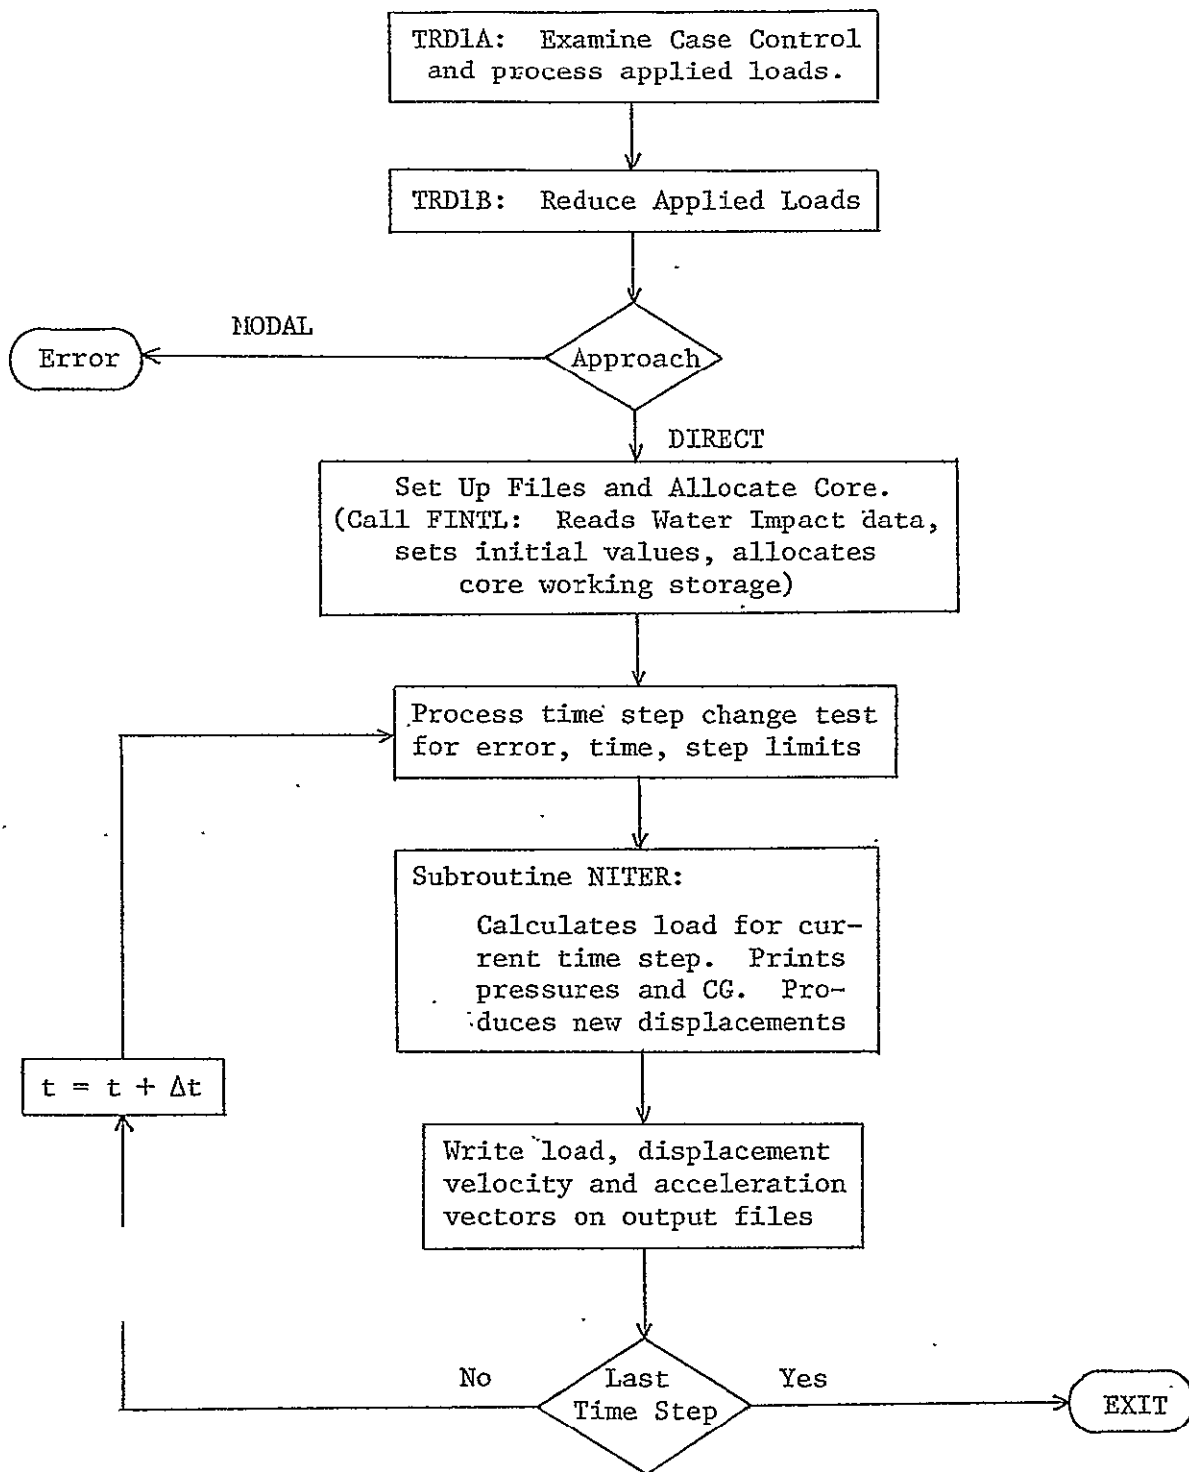 TRD1A: Examine Case Control
and process applied loads.
TRD1B: Reduce Applied Loads
MODAL
Error
Approach
DIRECT
Set Up Files and Allocate Core.
(Call FINTL: Reads Water Impact data,
sets initial values, allocates
core working storage)
Process time step change test
for error, time, step limits
Subroutine NITER:
Calculates load for cur-
rent time step. Prints
pressures and CG. Pro-
duces new displacements
t = t + Δt
Write load, displacement
velocity and acceleration
vectors on output files
No
Last
Time Step
Yes
EXIT